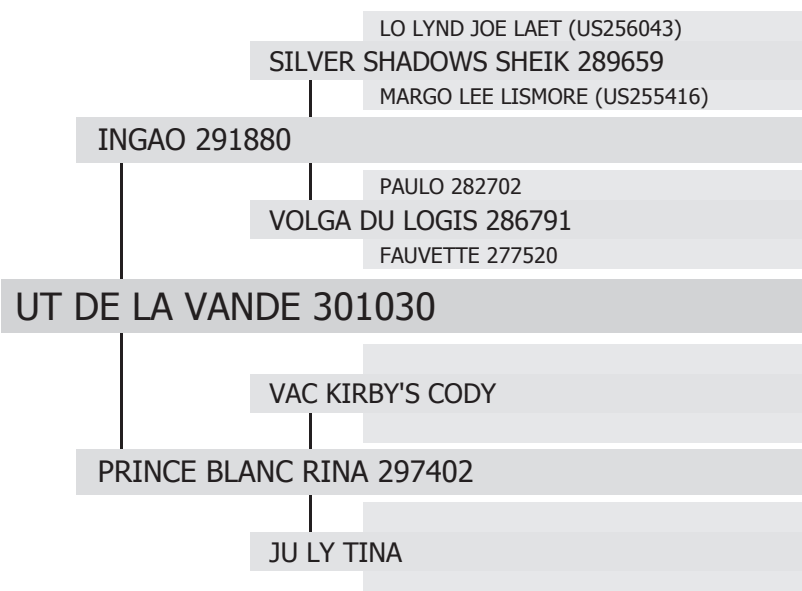 LO LYND JOE LAET (US256043)
SILVER SHADOWS SHEIK 289659
MARGO LEE LISMORE (US255416)
INGAO 291880
PAULO 282702
VOLGA DU LOGIS 286791
FAUVETTE 277520
UT DE LA VANDE 301030
VAC KIRBY'S CODY
PRINCE BLANC RINA 297402
JU LY TINA